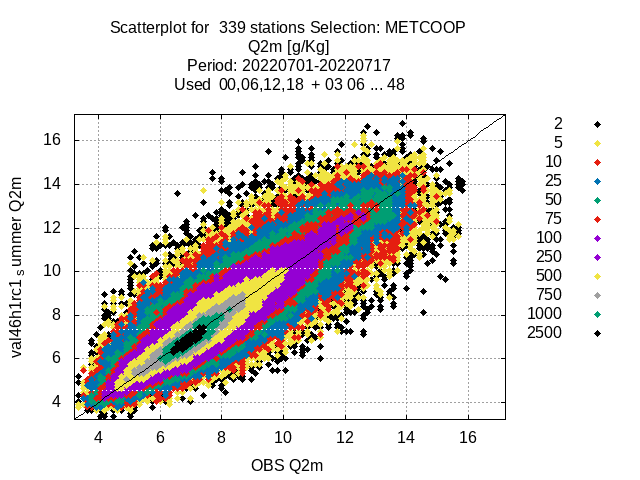 Scatterplot for 339 stations Selection: METCOOP
Q2m [g/Kg]
Period: 20220701-20220717
Used 00,06,12,18 + 03 06 ... 48
val46h1rc1 s ummer Q2m
16
14
12
10
8
6
4
4 6 8 10 12 14 16
OBS Q2m
2
5
10
25
50
75
100
250
500
750
1000
2500